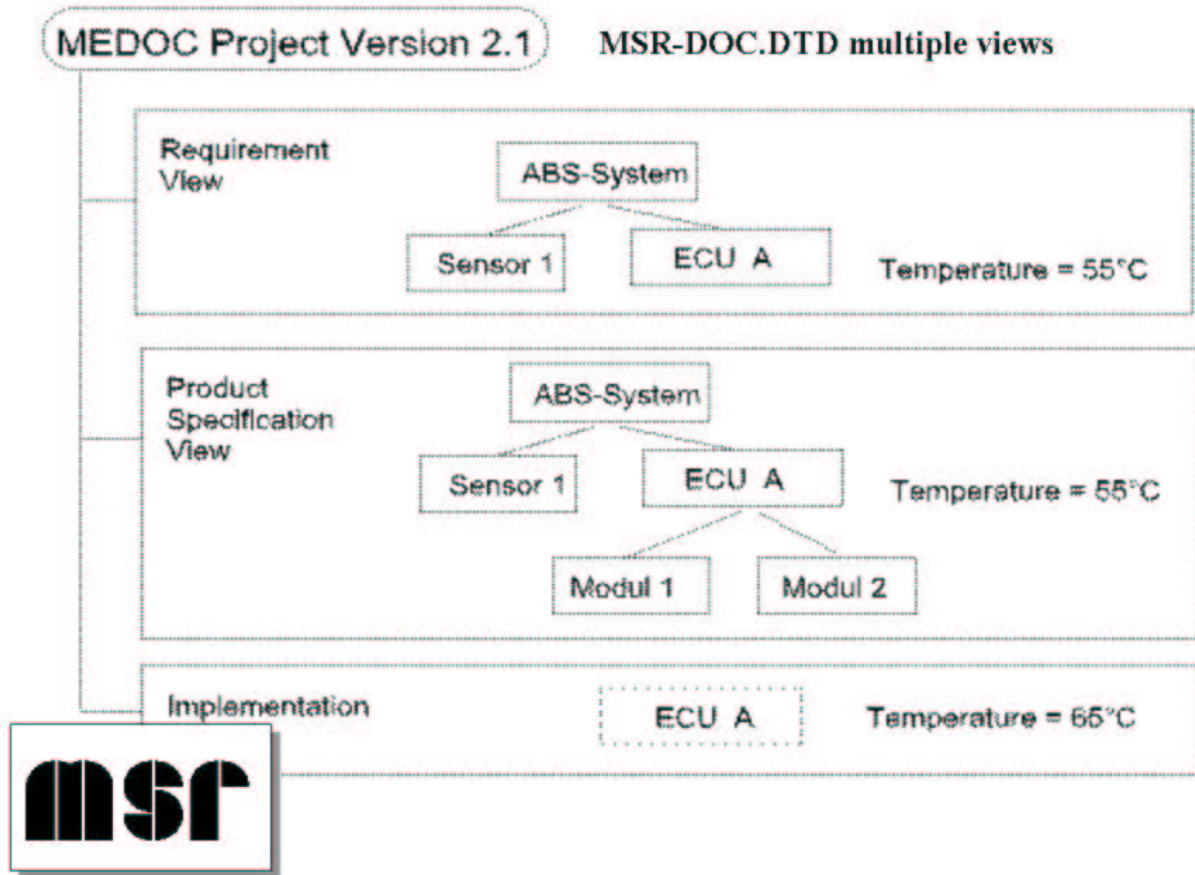 MEDOC Project Version 2.1
MSR-DOC.DTD multiple views
Requirement
View
ABS-System
Sensor 1
ECU A
Temperature = 55°C
Product
Specification
View
ABS-System
Sensor 1
ECU A
Temperature = 55°C
Modul 1
Modul 2
Implementation
ECU A
Temperature = 65°C
msr